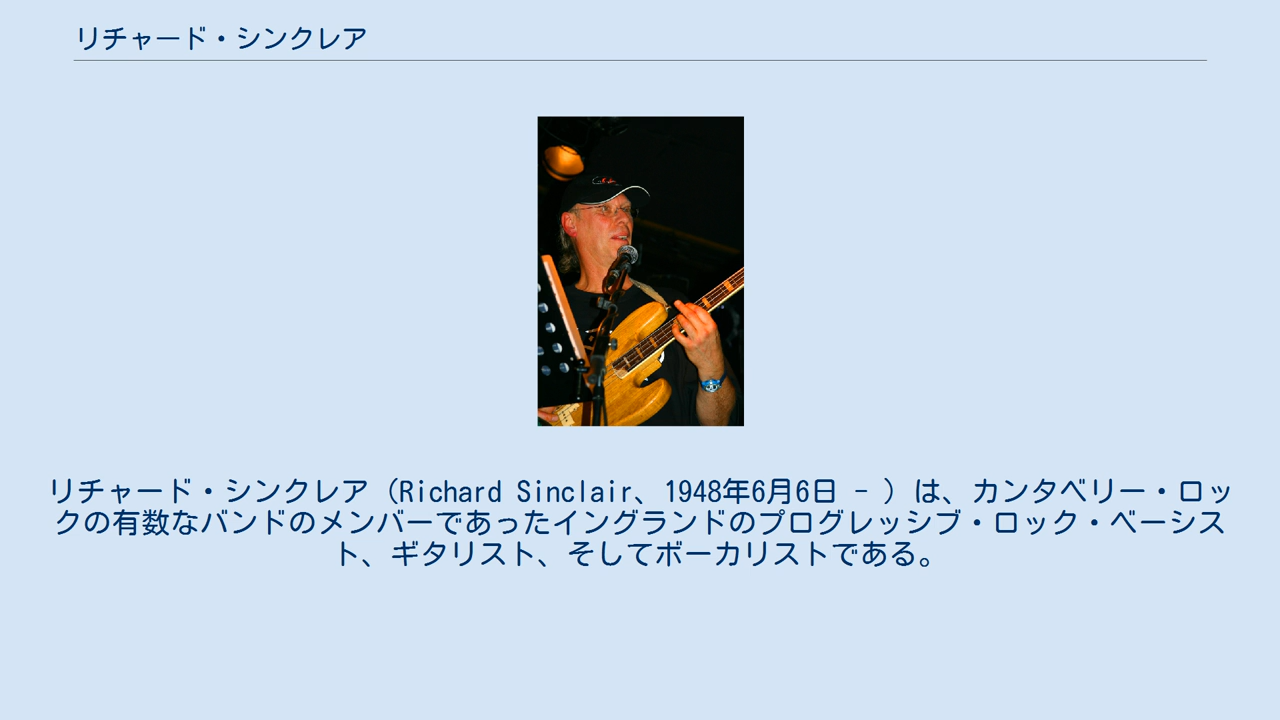 リチャード・シンクレア
リチャード・シンクレア（Richard Sinclair、1948年6月6日 - ）は、カンタベリー・ロッ
クの有数なバンドのメンバーであったイングランドのプログレッシブ・ロック・ベーシス
ト、ギタリスト、そしてボーカリストである。